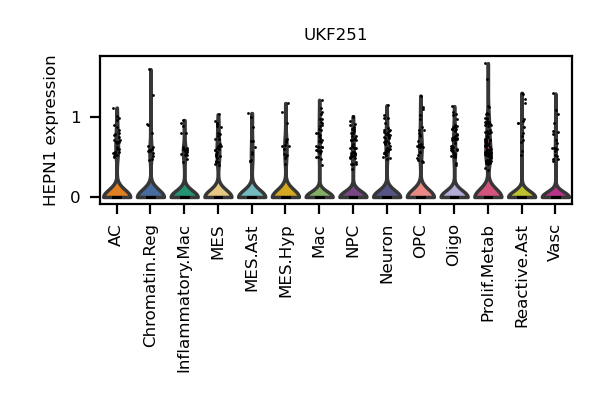 UKF251
HEPN1 expression
1
0
AC
Chromatin.Reg
Inflammatory.Mac
MES
MES.Ast
MES.Hyp
Mac
NPC
Neuron
OPC
Oligo
Prolif.Metab
Reactive.Ast
Vasc